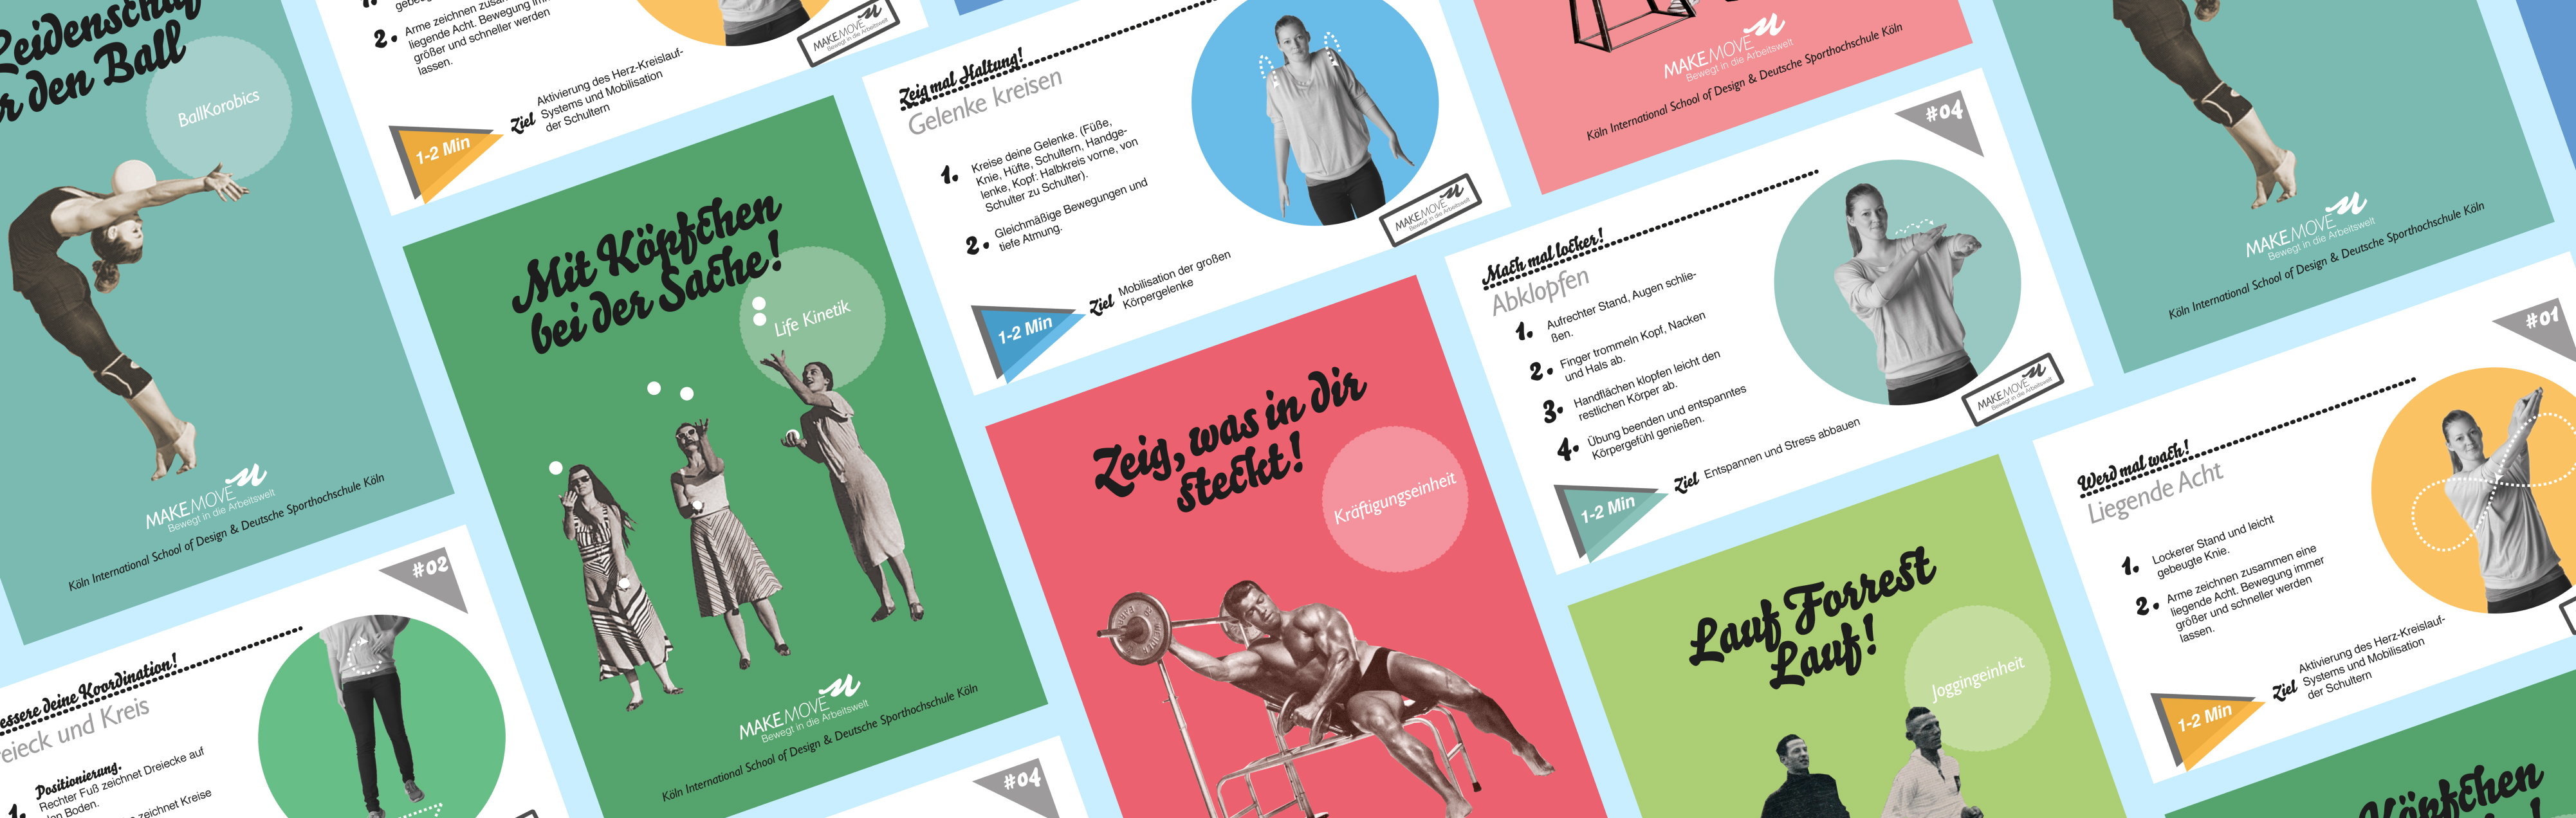 Leidenschaft
für den Ball
BallKorobics
MAKEMOVE
Bewegt in die Arbeitswelt
Köln International School of Design & Deutsche Sporthochschule Köln
2. Arme zeichnen zusammen eine
liegende Acht. Bewegung immer
größer und schneller werden
lassen.
Ziel Aktivierung des Herz-Kreislauf-
Systems und Mobilisation
der Schultern
1-2 Min
MAKEMOVE
Bewegt in die Arbeitswelt
#02
Koordination!
und Kreis
Positionierung.
1. Rechter Fuß zeichnet Dreiecke auf
Boden.
zeichnet Kreise
Mit Köpfchen
bei der Sache!
Life Kinetik
MAKEMOVE
Bewegt in die Arbeitswelt
Köln International School of Design & Deutsche Sporthochschule Köln
Zeig mal Haltung!
Gelenke kreisen
1. Kreise deine Gelenke. (Füße,
Knie, Hüfte, Schultern, Handge-
lenke, Kopf: Halbkreis vorne, von
Schulter zu Schulter).
2. Gleichmäßige Bewegungen und
tiefe Atmung.
Ziel Mobilisation der großen
Körpergelenke
1-2 Min
MAKEMOVE
Bewegt in die Arbeitswelt
#04
Zeig, was in dir
steckt!
Kräftigungseinheit
MAKEMOVE
Bewegt in die Arbeitswelt
Köln International School of Design & Deutsche Sporthochschule Köln
#04
Mach mal locker!
Abklopfen
1. Aufrechter Stand, Augen schlie-
ßen.
2. Finger trommeln Kopf, Nacken
und Hals ab.
3. Handflächen klopfen leicht den
restlichen Körper ab.
4. Übung beenden und entspanntes
Körpergefühl genießen.
Ziel Entspannen und Stress abbauen
1-2 Min
MAKEMOVE
Bewegt in die Arbeitswelt
Lauf Forrest
Lauf!
Joggingeinheit
MAKEMOVE
Bewegt in die Arbeitswelt
Köln International School of Design & Deutsche Sporthochschule Köln
#01
Werd mal wach!
Liegende Acht
1. Lockerer Stand und leicht
gebeugte Knie.
2. Arme zeichnen zusammen eine
liegende Acht. Bewegung immer
größer und schneller werden
lassen.
Ziel Aktivierung des Herz-Kreislauf-
Systems und Mobilisation
der Schultern
1-2 Min
Köpfchen